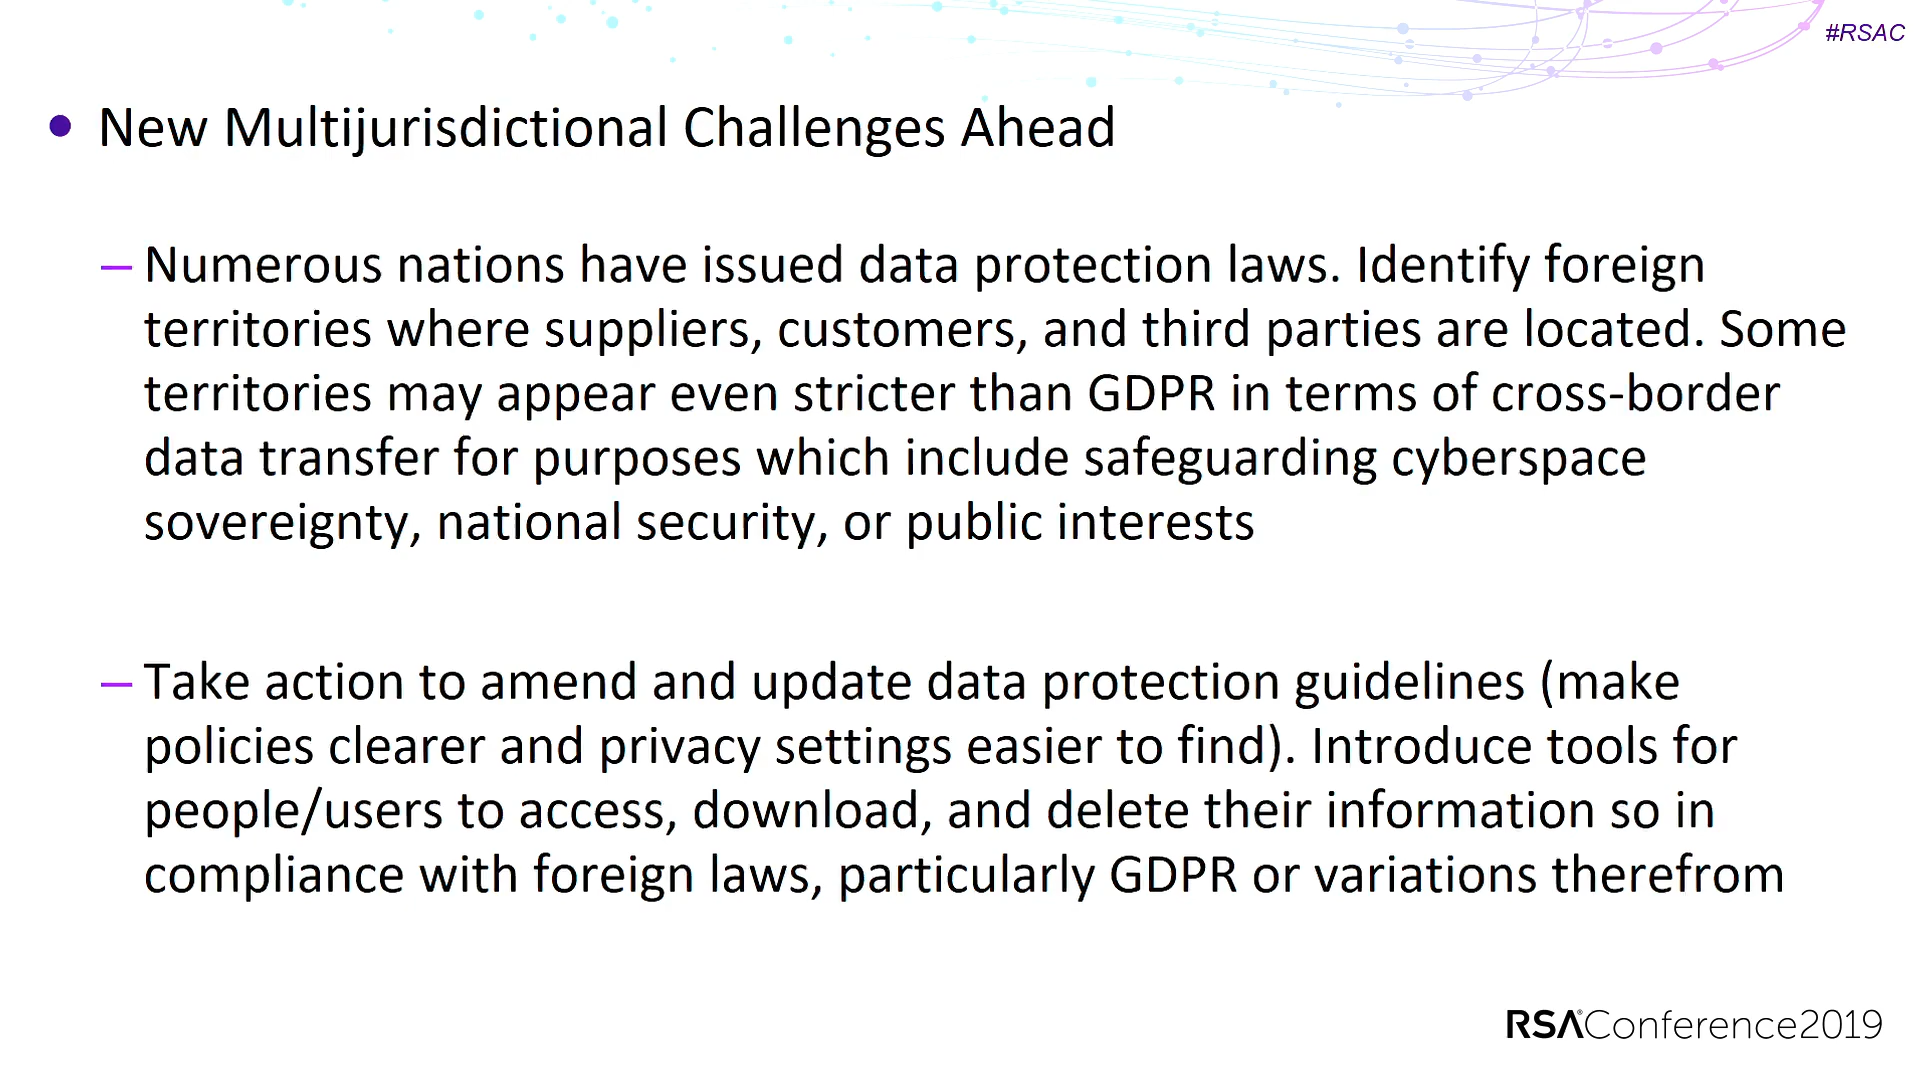 #RSAC
• New Multijurisdictional Challenges Ahead
– Numerous nations have issued data protection laws. Identify foreign
territories where suppliers, customers, and third parties are located. Some
territories may appear even stricter than GDPR in terms of cross-border
data transfer for purposes which include safeguarding cyberspace
sovereignty, national security, or public interests
– Take action to amend and update data protection guidelines (make
policies clearer and privacy settings easier to find). Introduce tools for
people/users to access, download, and delete their information so in
compliance with foreign laws, particularly GDPR or variations therefrom
RSA®Conference2019